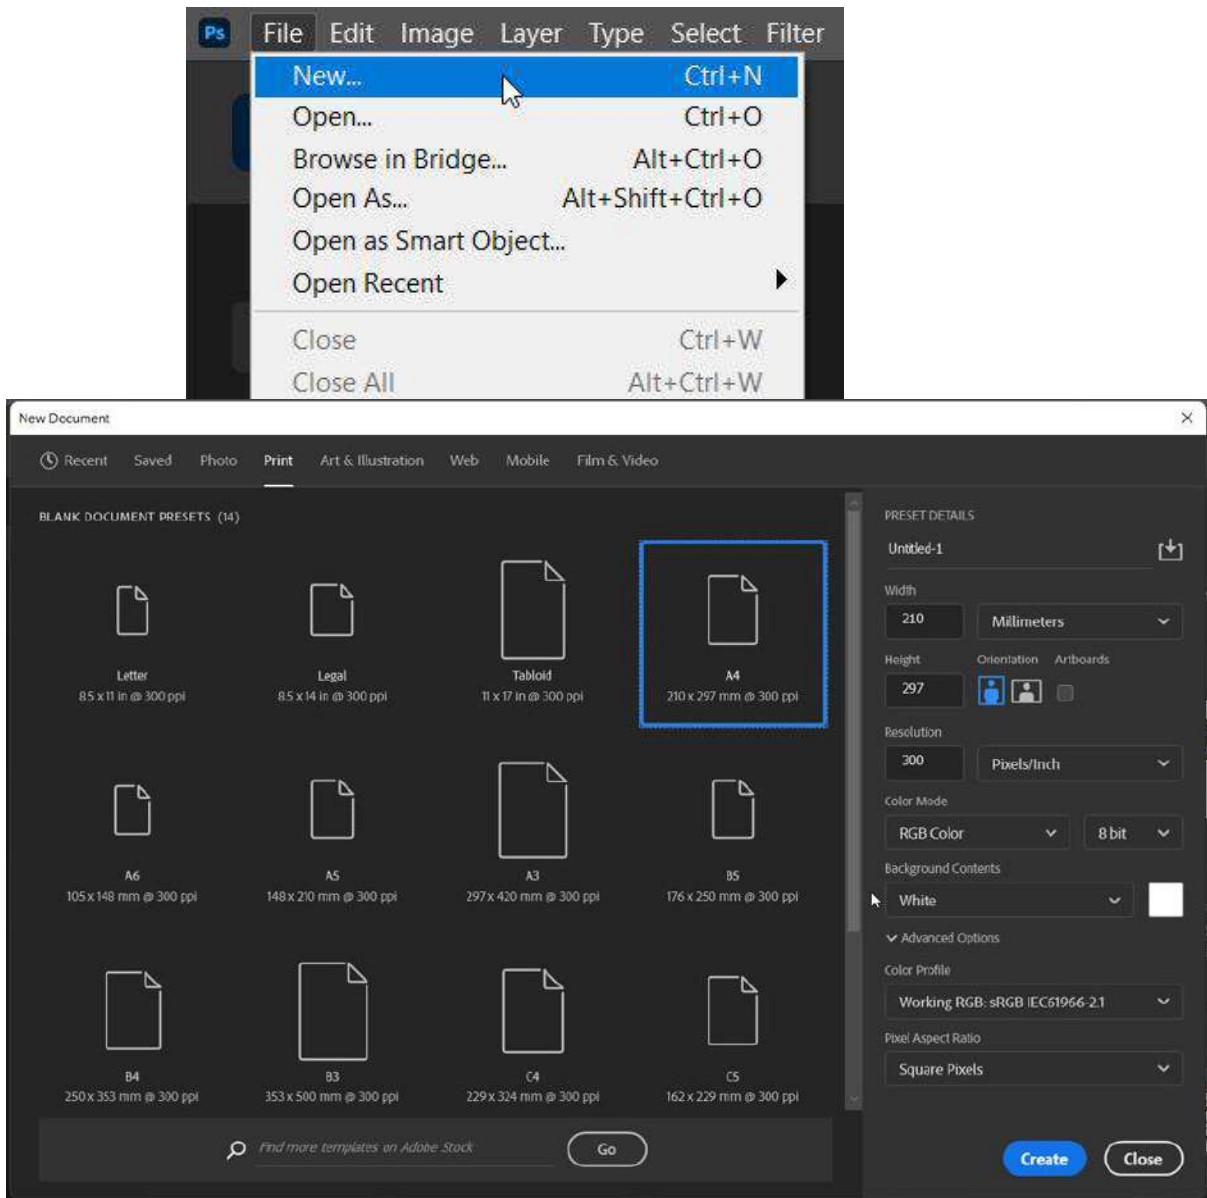 Ps File Edit Image Layer Type Select Filter
New... Ctrl+N
Open... Ctrl+O
Browse in Bridge... Alt+Ctrl+O
Open As... Alt+Shift+Ctrl+O
Open as Smart Object...
Open Recent
Close Ctrl+W
Close All Alt+Ctrl+W
New Document
Recent Saved Photo Print Art & Illustration Web Mobile Film & Video
BLANK DOCUMENT PRESETS (14)
Letter
8.5 x 11 in @ 300 ppi
Legal
8.5 x 14 in @ 300 ppi
Tabloid
11 x 17 in @ 300 ppi
A4
210 x 297 mm @ 300 ppi
A6
105 x 148 mm @ 300 ppi
A5
148 x 210 mm @ 300 ppi
A3
297 x 420 mm @ 300 ppi
B5
176 x 250 mm @ 300 ppi
B4
250 x 353 mm @ 300 ppi
B3
353 x 500 mm @ 300 ppi
C4
229 x 324 mm @ 300 ppi
C5
162 x 229 mm @ 300 ppi
Find more templates on Adobe Stock Go
PRESET DETAILS
Untitled-1
Width
210 Millimeters
Height Orientation Artboards
297
Resolution
300 Pixels/Inch
Color Mode
RGB Color 8 bit
Background Contents
White
Advanced Options
Color Profile
Working RGB: sRGB IEC61966-2.1
Pixel Aspect Ratio
Square Pixels
Create Close